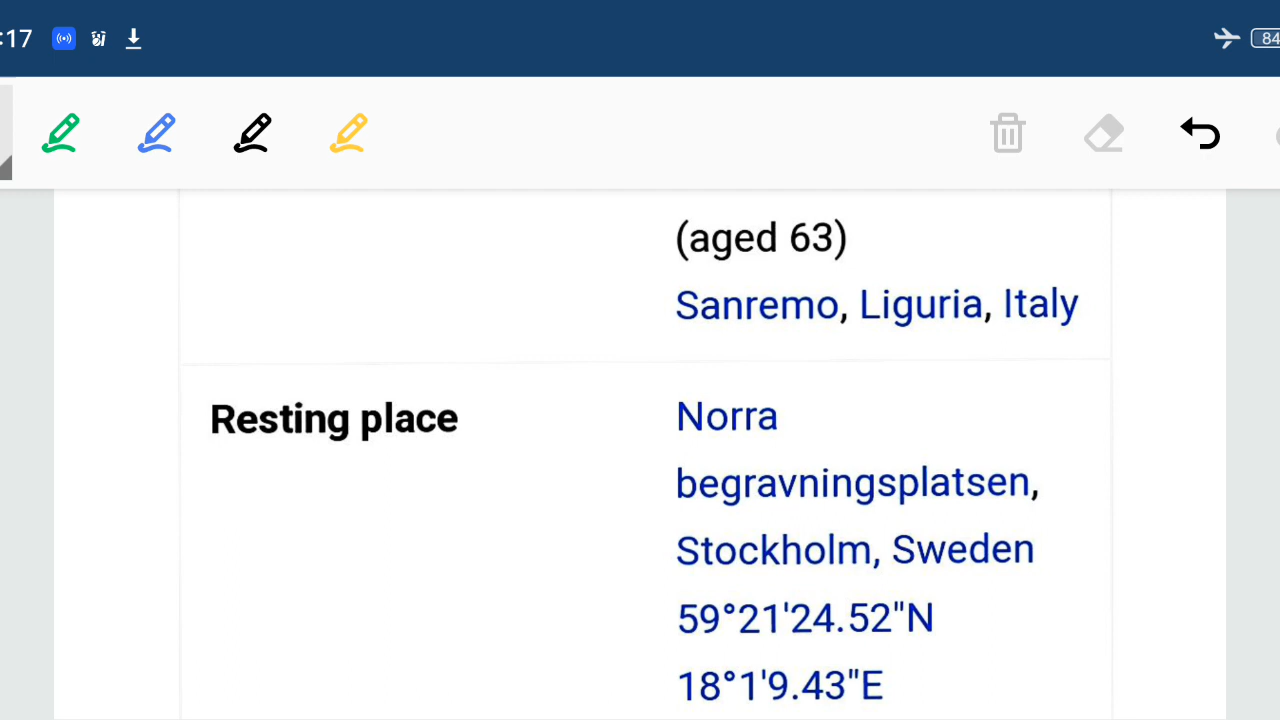 :17
84
(aged 63)
Sanremo, Liguria, Italy
Resting place
Norra
begravningsplatsen,
Stockholm, Sweden
59°21'24.52"N
18°1'9.43"E